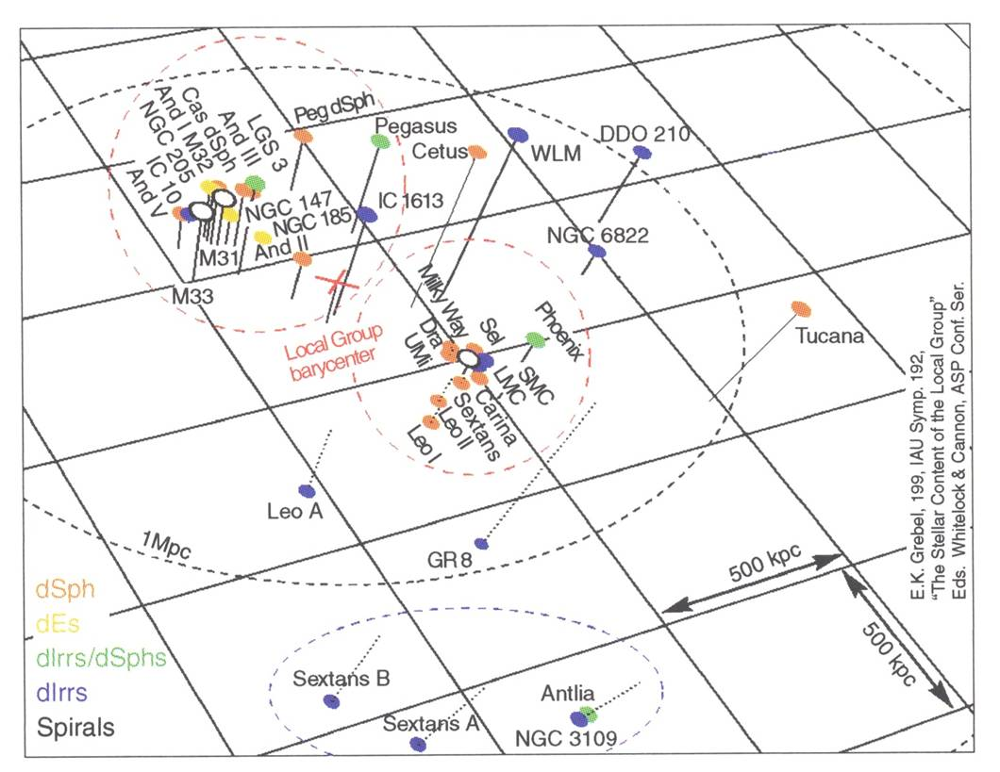 And V
IC 10
NGC 205
And I M32
Cas dSph
And III
LGS 3
Peg dSph
Pegasus
Cetus
WLM
DDO 210
NGC 147
NGC 185
And II
IC 1613
NGC 6822
M31
M33
Local Group
barycenter
Milky Way
Dra
UMi
Sel
Phoenix
SMC
LMC
Carina
Sextans
Leo II
Leo I
Tucana
Leo A
GR 8
1Mpc
500 kpc
500 kpc
dSph
dEs
dIrrs/dSphs
dIrrs
Spirals
Sextans B
Sextans A
Antlia
NGC 3109
E.K. Grebel, 199, IAU Symp. 192,
“The Stellar Content of the Local Group”
Eds. Whitelock & Cannon, ASP Conf. Ser.